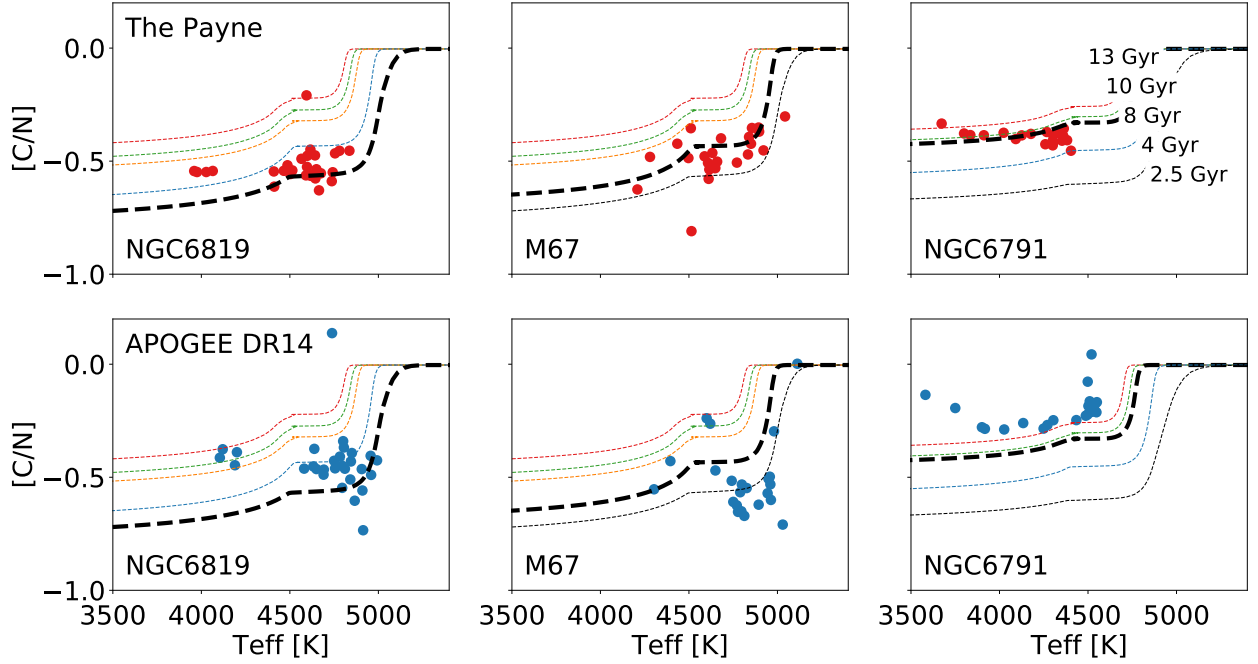 The Payne
13 Gyr
10 Gyr
8 Gyr
4 Gyr
2.5 Gyr
0.0
−0.5
−1.0
[C/N]
NGC6819
M67
NGC6791
APOGEE DR14
0.0
−0.5
−1.0
[C/N]
NGC6819
M67
NGC6791
3500 4000 4500 5000
3500 4000 4500 5000
3500 4000 4500 5000
Teff [K]
Teff [K]
Teff [K]